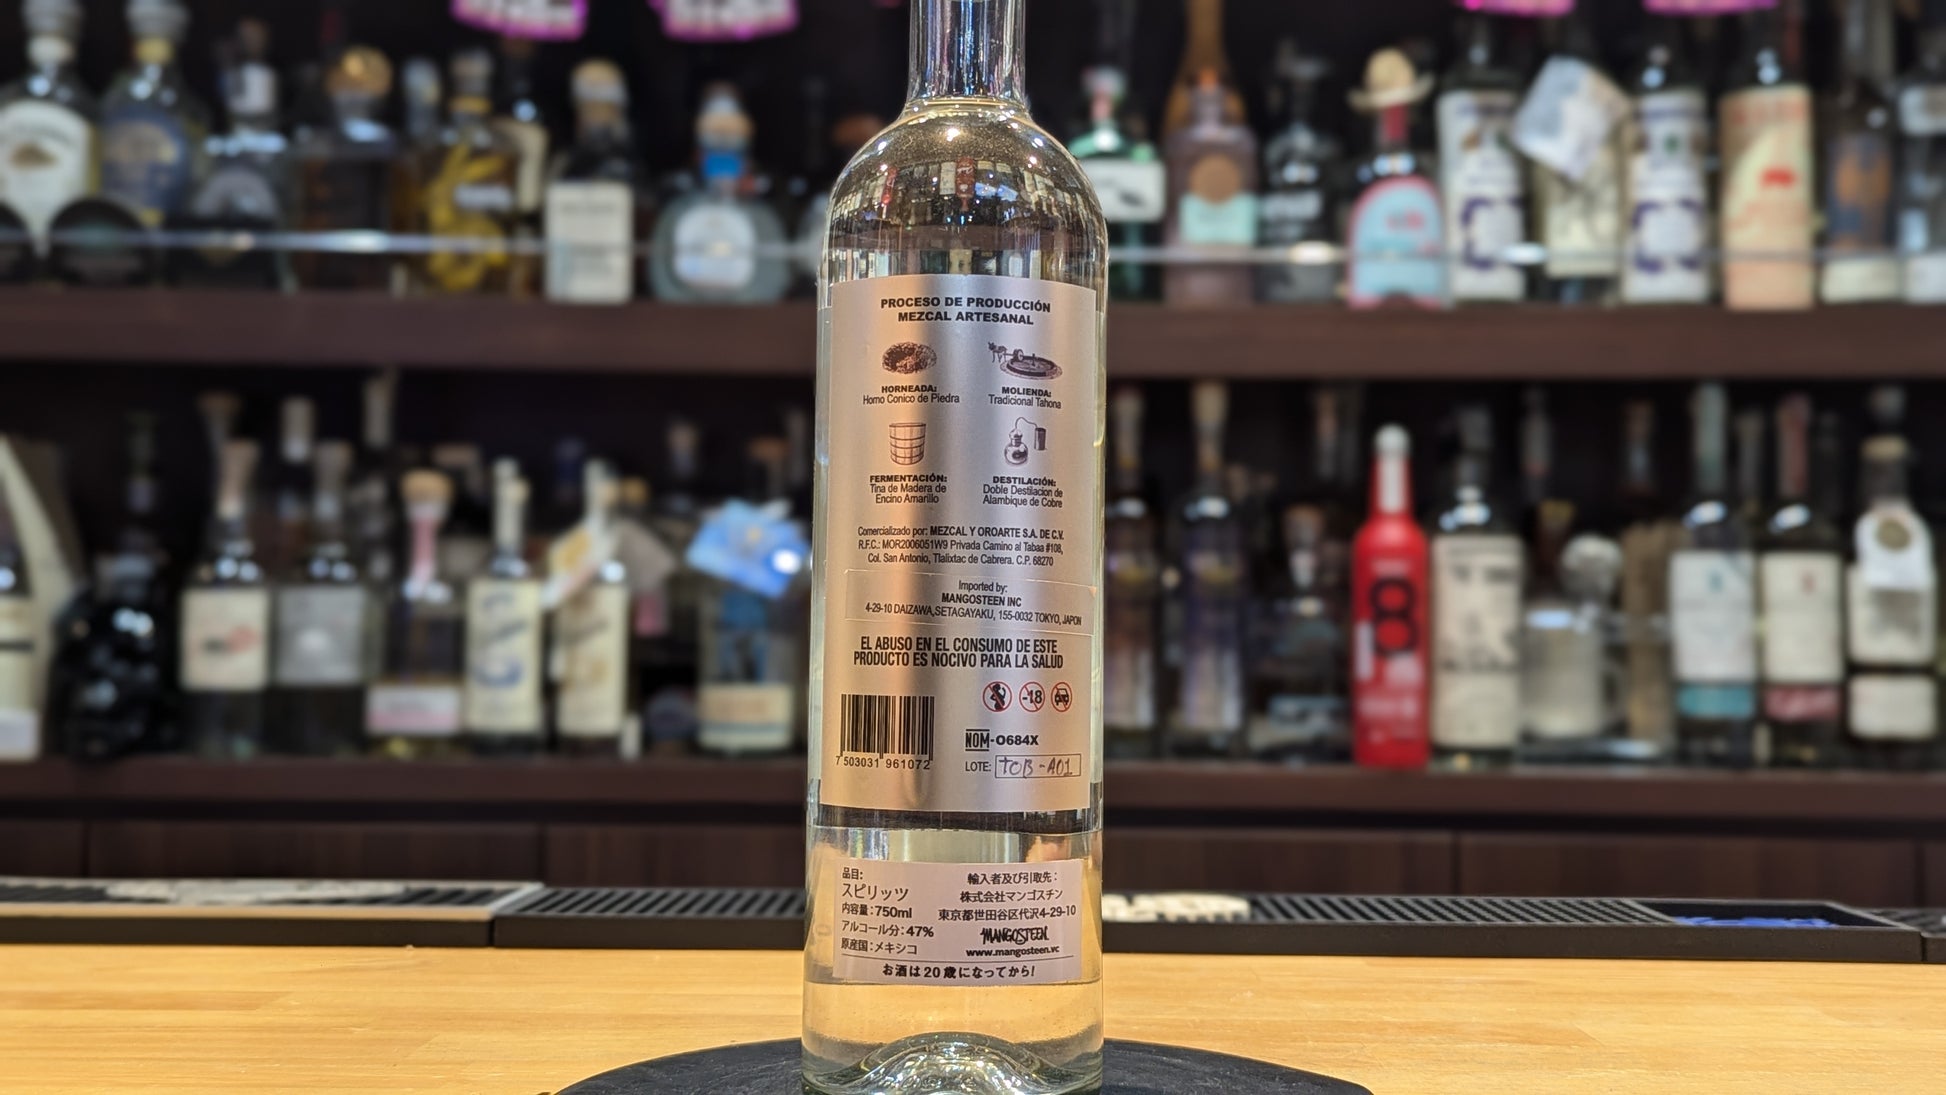 PROCESO DE PRODUCCIÓN
MEZCAL ARTESANAL
HORNEADA:
Horno Conico de Piedra
MOLIENDA:
Tradicional Tahona
FERMENTACIÓN:
Tina de Madera de
Encino Amarillo
DESTILACIÓN:
Doble Destilacion de
Alambique de Cobre
Comercializado por: MEZCAL Y OROARTE S.A. DE C.V.
R.F.C.: MOR2006051W9 Privada Camino al Tabaa #108,
Col. San Antonio, Tlalixtac de Cabrera. C.P. 68270
Imported by:
MANGOSTEEN INC
4-29-10 DAIZAWA,SETAGAYAKU, 155-0032 TOKYO, JAPON
EL ABUSO EN EL CONSUMO DE ESTE
PRODUCTO ES NOCIVO PARA LA SALUD
-18
7 503031 961072
NOM-O684X
LOTE: TOB-A01
品目:
スピリッツ
内容量:750ml
アルコール分:47%
原産国:メキシコ
輸入者及び引取先:
株式会社マンゴスチン
東京都世田谷区代沢4-29-10
MANGOSTEEN
www.mangosteen.vc
お酒は20歳になってから!
8